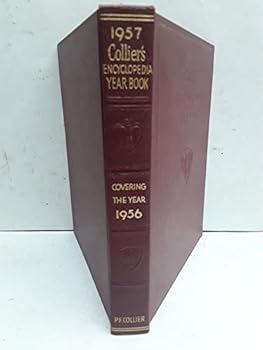 1957
Collier's
ENCYCLOPEDIA
YEAR BOOK
COVERING
THE YEAR
1956
P.F. COLLIER